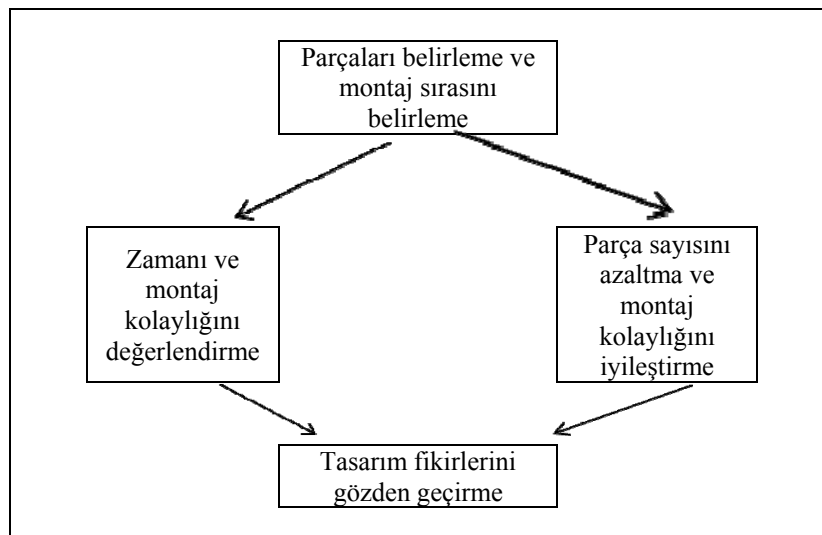 Parçaları belirleme ve
montaj sırasını
belirleme
Zamanı ve
montaj
kolaylığını
değerlendirme
Parça sayısını
azaltma ve
montaj
kolaylığını
iyileştirme
Tasarım fikirlerini
gözden geçirme